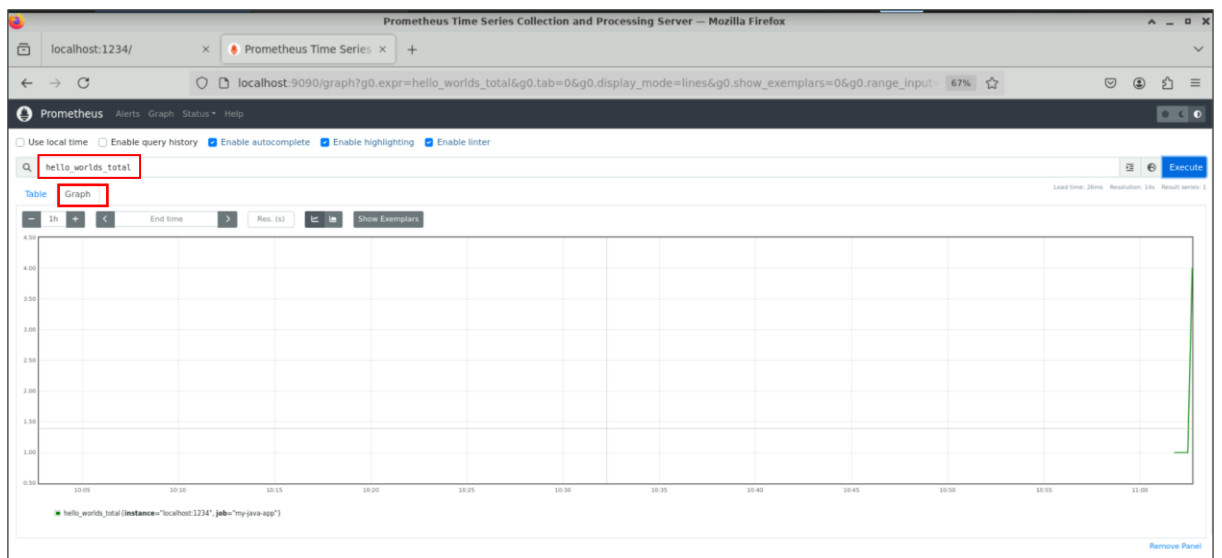 Prometheus Time Series Collection and Processing Server — Mozilla Firefox
localhost:1234/ × Prometheus Time Series × +
localhost:9090/graph?g0.expr=hello_worlds_total&g0.tab=0&g0.display_mode=lines&g0.show_exemplars=0&g0.range_input= 67%
Prometheus Alerts Graph Status Help
Use local time Enable query history Enable autocomplete Enable highlighting Enable linter
hello_worlds_total Execute
Table Graph Load time: 26ms Resolution: 14s Result series: 1
− 1h + < End time > Res. (s) Show Exemplars
4.50
4.00
3.50
3.00
2.50
2.00
1.50
1.00
0.50
10:05 10:10 10:15 10:20 10:25 10:30 10:35 10:40 10:45 10:50 10:55 11:00
hello_worlds_total{instance="localhost:1234", job="my-java-app"}
Remove Panel